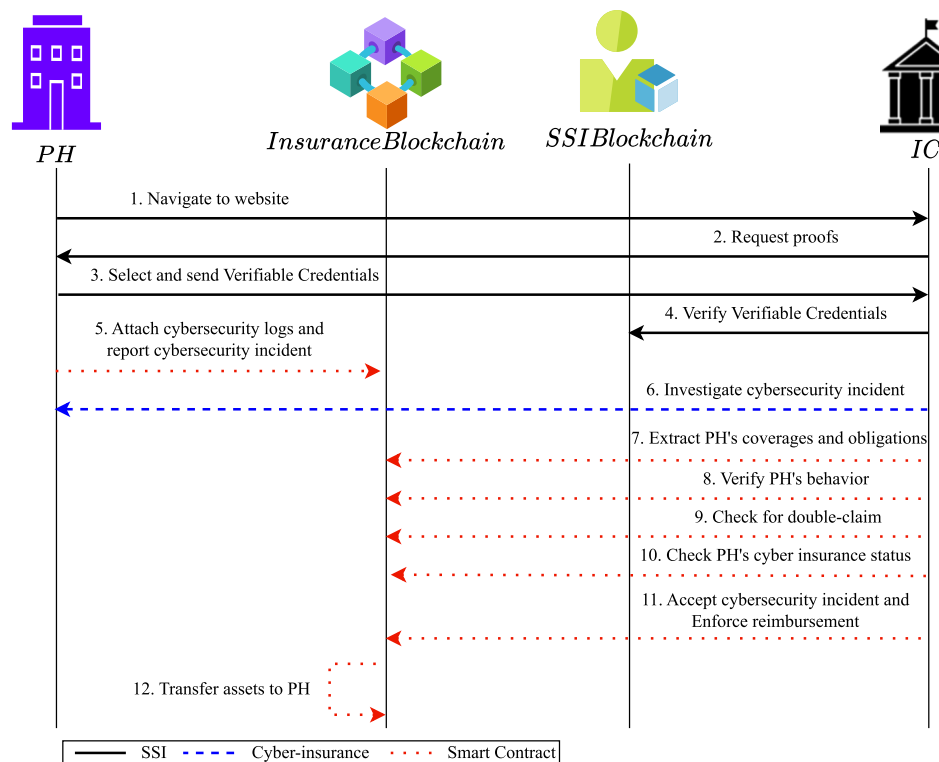 PH
InsuranceBlockchain
SSIBlockchain
IC
1. Navigate to website
2. Request proofs
3. Select and send Verifiable Credentials
4. Verify Verifiable Credentials
5. Attach cybersecurity logs and
report cybersecurity incident
6. Investigate cybersecurity incident
7. Extract PH's coverages and obligations
8. Verify PH's behavior
9. Check for double-claim
10. Check PH's cyber insurance status
11. Accept cybersecurity incident and
Enforce reimbursement
12. Transfer assets to PH
SSI
Cyber-insurance
Smart Contract